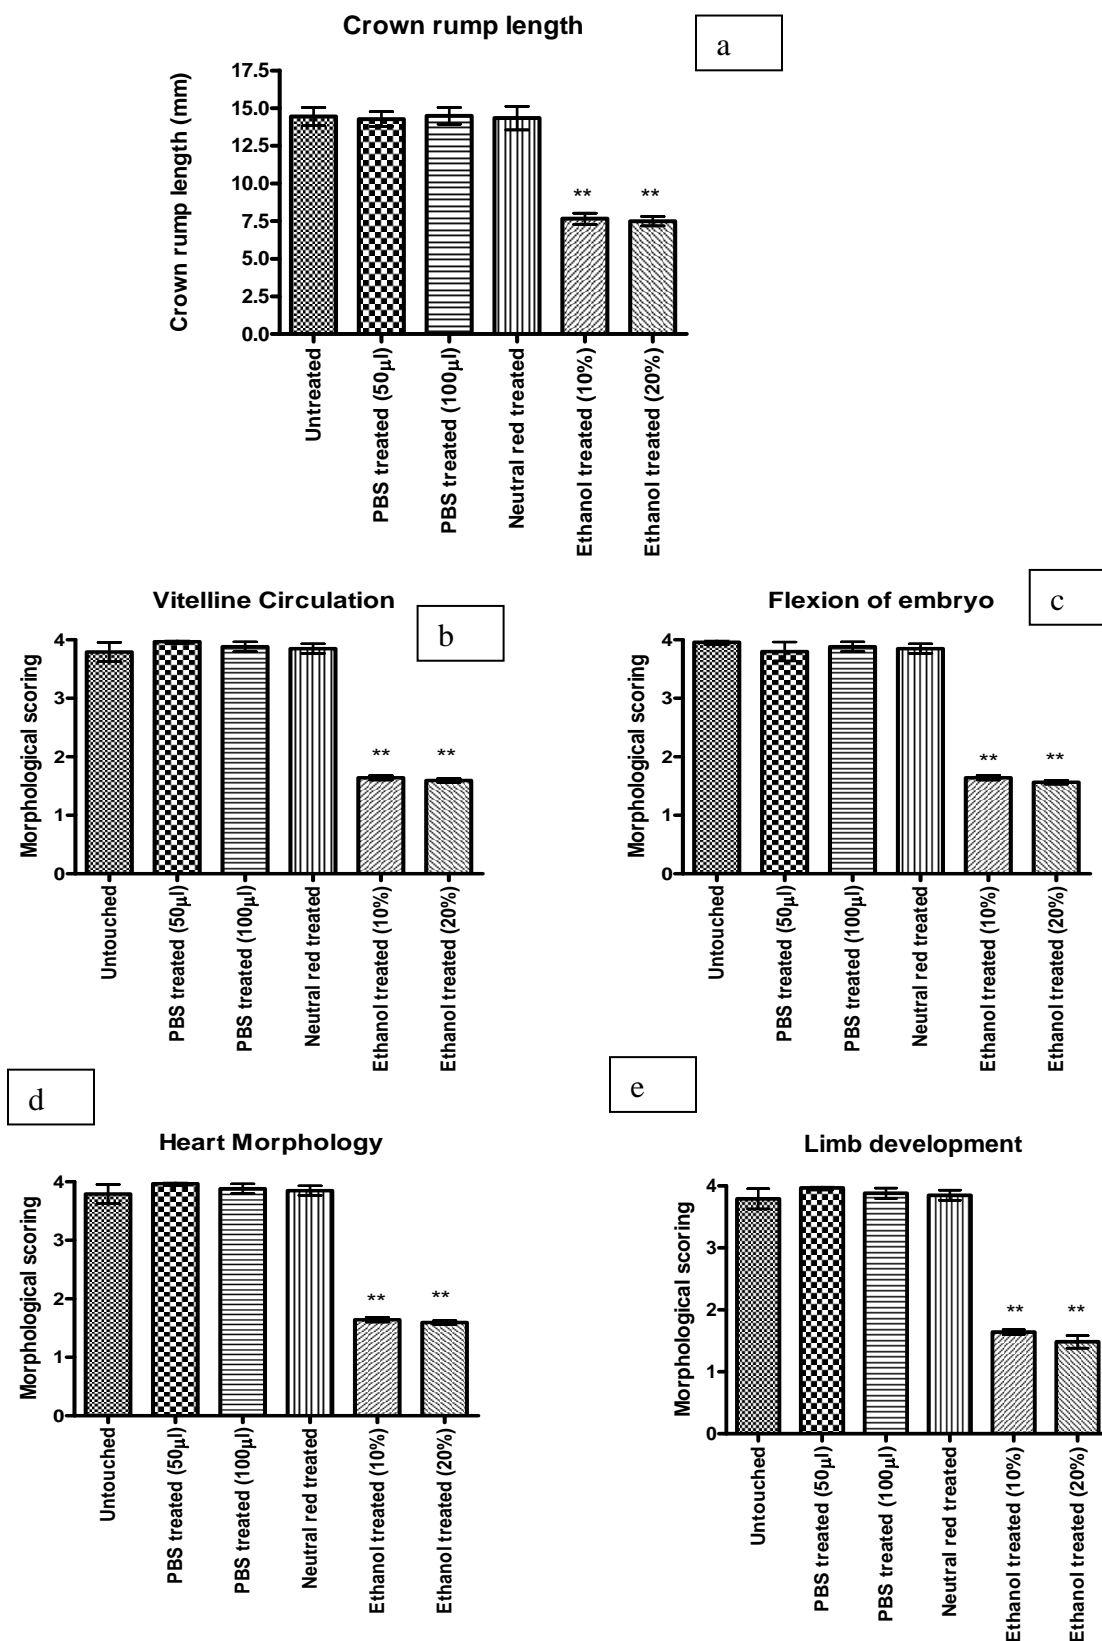 Crown rump length
a
Crown rump length (mm)
17.5
15.0
12.5
10.0
7.5
5.0
2.5
0.0
**
**
Untreated
PBS treated (50µl)
PBS treated (100µl)
Neutral red treated
Ethanol treated (10%)
Ethanol treated (20%)
Vitelline Circulation
b
Morphological scoring
4
3
2
1
0
**
**
Untouched
PBS treated (50µl)
PBS treated (100µl)
Neutral red treated
Ethanol treated (10%)
Ethanol treated (20%)
Flexion of embryo
c
Morphological scoring
4
3
2
1
0
**
**
Untouched
PBS treated (50µl)
PBS treated (100µl)
Neutral red treated
Ethanol treated (10%)
Ethanol treated (20%)
d
Heart Morphology
Morphological scoring
4
3
2
1
0
**
**
Untouched
PBS treated (50µl)
PBS treated (100µl)
Neutral red treated
Ethanol treated (10%)
Ethanol treated (20%)
e
Limb development
Morphological scoring
4
3
2
1
0
**
**
Untouched
PBS treated (50µl)
PBS treated (100µl)
Neutral red treated
Ethanol treated (10%)
Ethanol treated (20%)